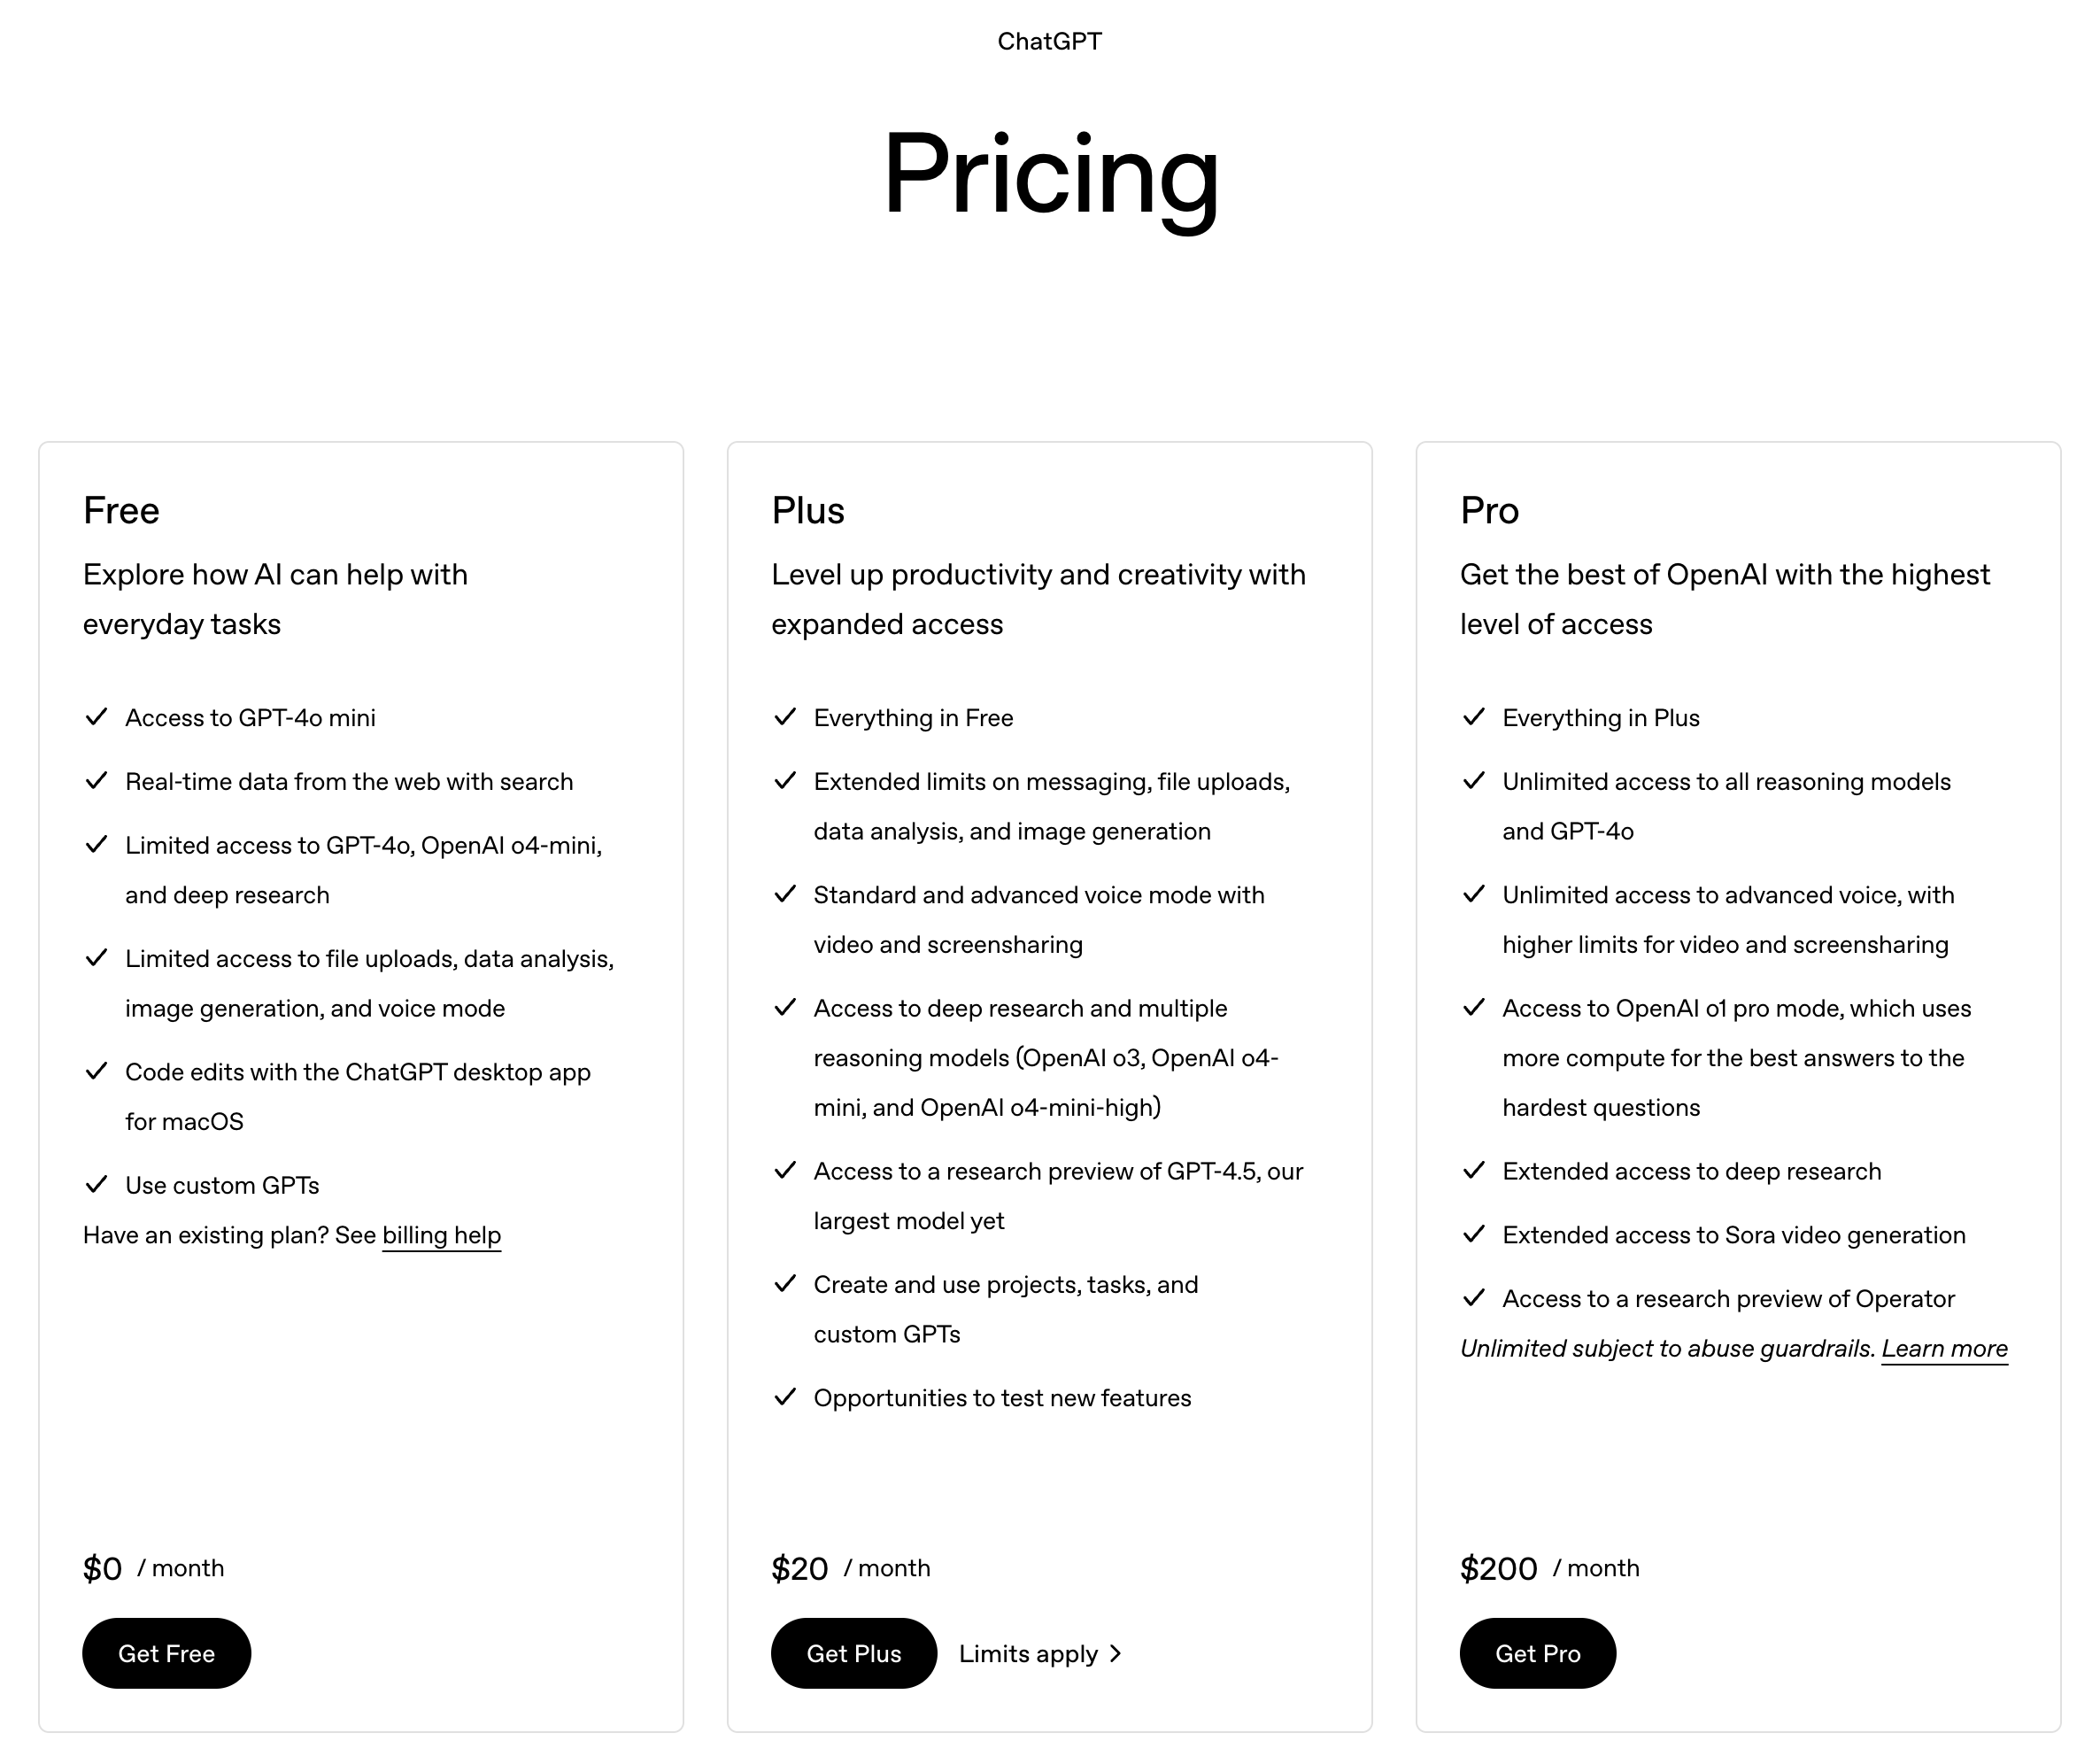 ChatGPT
Pricing
Free
Explore how AI can help with
everyday tasks
Access to GPT-4o mini
Real-time data from the web with search
Limited access to GPT-4o, OpenAI o4-mini,
and deep research
Limited access to file uploads, data analysis,
image generation, and voice mode
Code edits with the ChatGPT desktop app
for macOS
Use custom GPTs
Have an existing plan? See billing help
$0 / month
Get Free
Plus
Level up productivity and creativity with
expanded access
Everything in Free
Extended limits on messaging, file uploads,
data analysis, and image generation
Standard and advanced voice mode with
video and screensharing
Access to deep research and multiple
reasoning models (OpenAI o3, OpenAI o4-
mini, and OpenAI o4-mini-high)
Access to a research preview of GPT-4.5, our
largest model yet
Create and use projects, tasks, and
custom GPTs
Opportunities to test new features
$20 / month
Get Plus Limits apply
Pro
Get the best of OpenAI with the highest
level of access
Everything in Plus
Unlimited access to all reasoning models
and GPT-4o
Unlimited access to advanced voice, with
higher limits for video and screensharing
Access to OpenAI o1 pro mode, which uses
more compute for the best answers to the
hardest questions
Extended access to deep research
Extended access to Sora video generation
Access to a research preview of Operator
Unlimited subject to abuse guardrails. Learn more
$200 / month
Get Pro